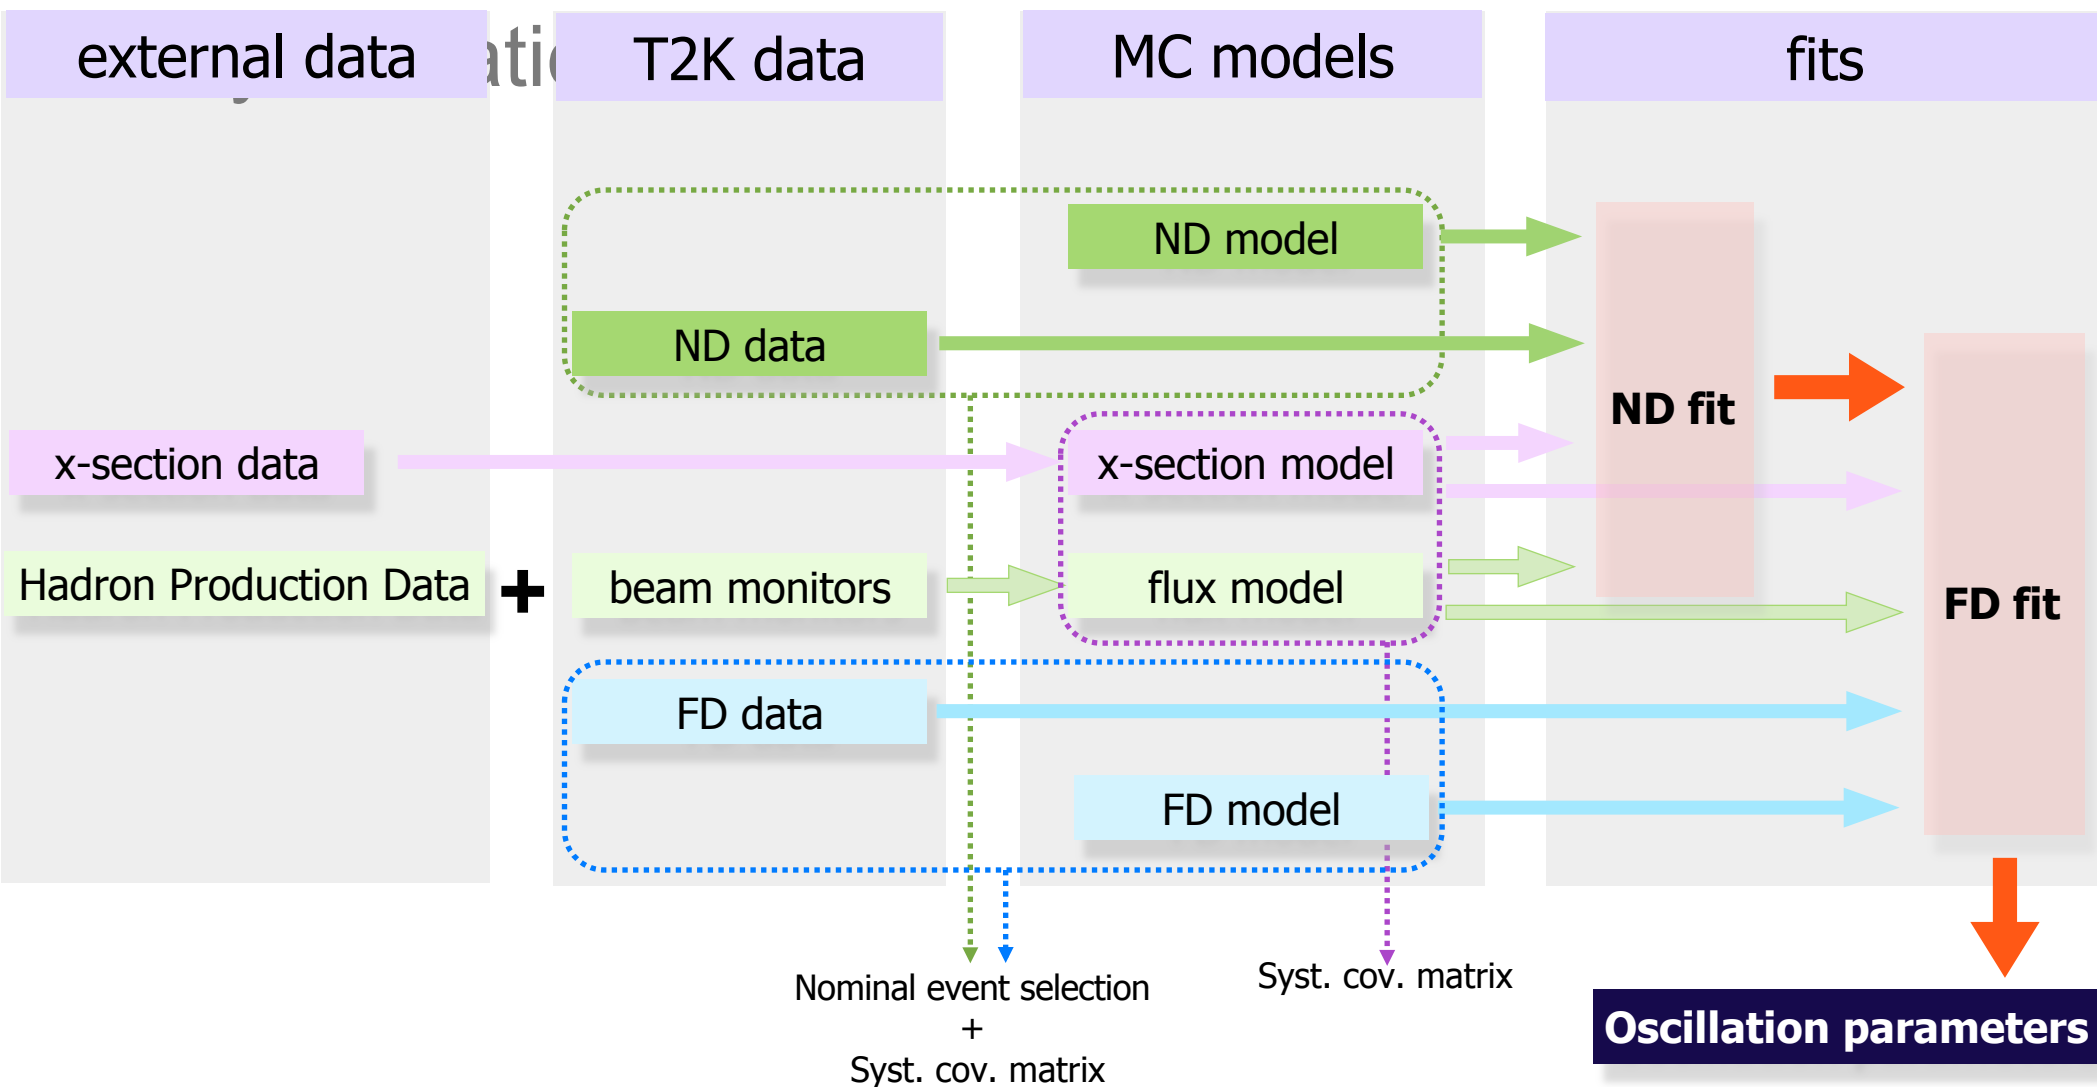 external data
T2K data
MC models
fits
ND model
ND data
ND fit
x-section data
x-section model
Hadron Production Data
+
beam monitors
flux model
FD fit
FD data
FD model
Nominal event selection
+
Syst. cov. matrix
Syst. cov. matrix
Oscillation parameters